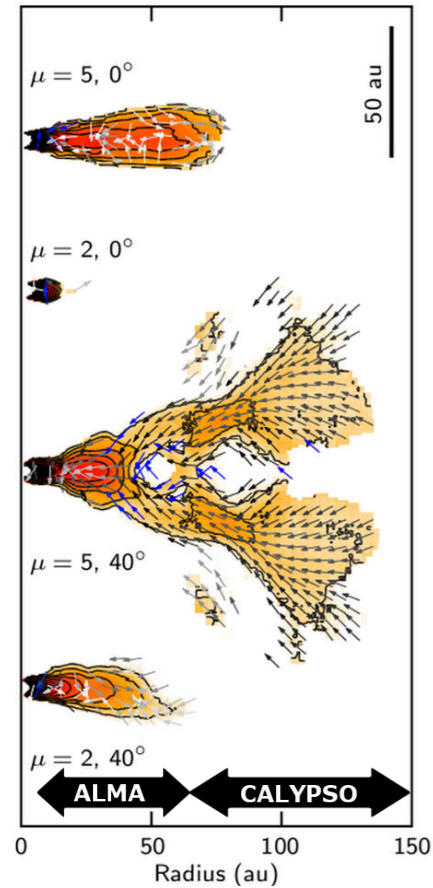 μ = 5, 0°
50 au
μ = 2, 0°
μ = 5, 40°
μ = 2, 40°
ALMA
CALYPSO
0
50
100
150
Radius (au)